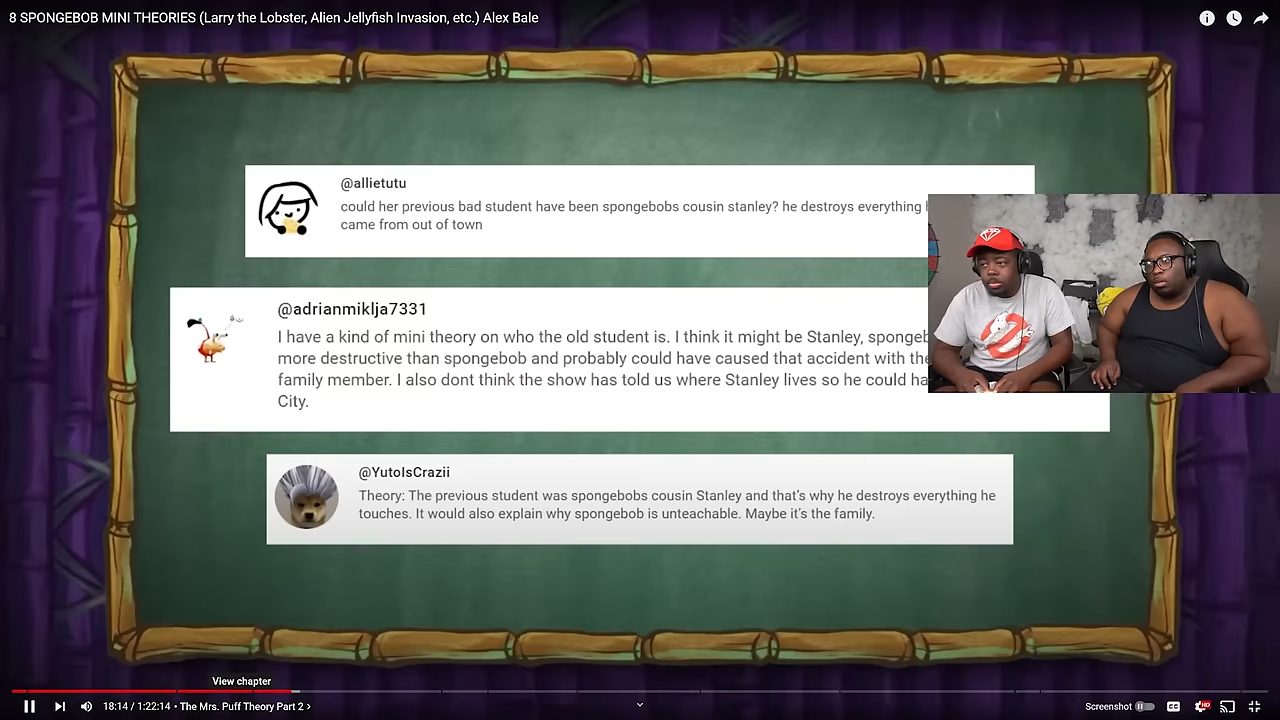 8 SPONGEBOB MINI THEORIES (Larry the Lobster, Alien Jellyfish Invasion, etc.) Alex Bale
@allietutu
could her previous bad student have been spongebobs cousin stanley? he destroys everything
came from out of town
@adrianmiklja7331
I have a kind of mini theory on who the old student is. I think it might be Stanley,
more destructive than spongebob and probably could have caused that accident with
family member. I also dont think the show has told us where Stanley lives so he could
City.
@YutoIsCrazii
Theory: The previous student was spongebobs cousin Stanley and that's why he destroys everything he
touches. It would also explain why spongebob is unteachable. Maybe it's the family.
View chapter
18:14 / 1:22:14 • The Mrs. Puff Theory Part 2 ›
Screenshot
CC
HD